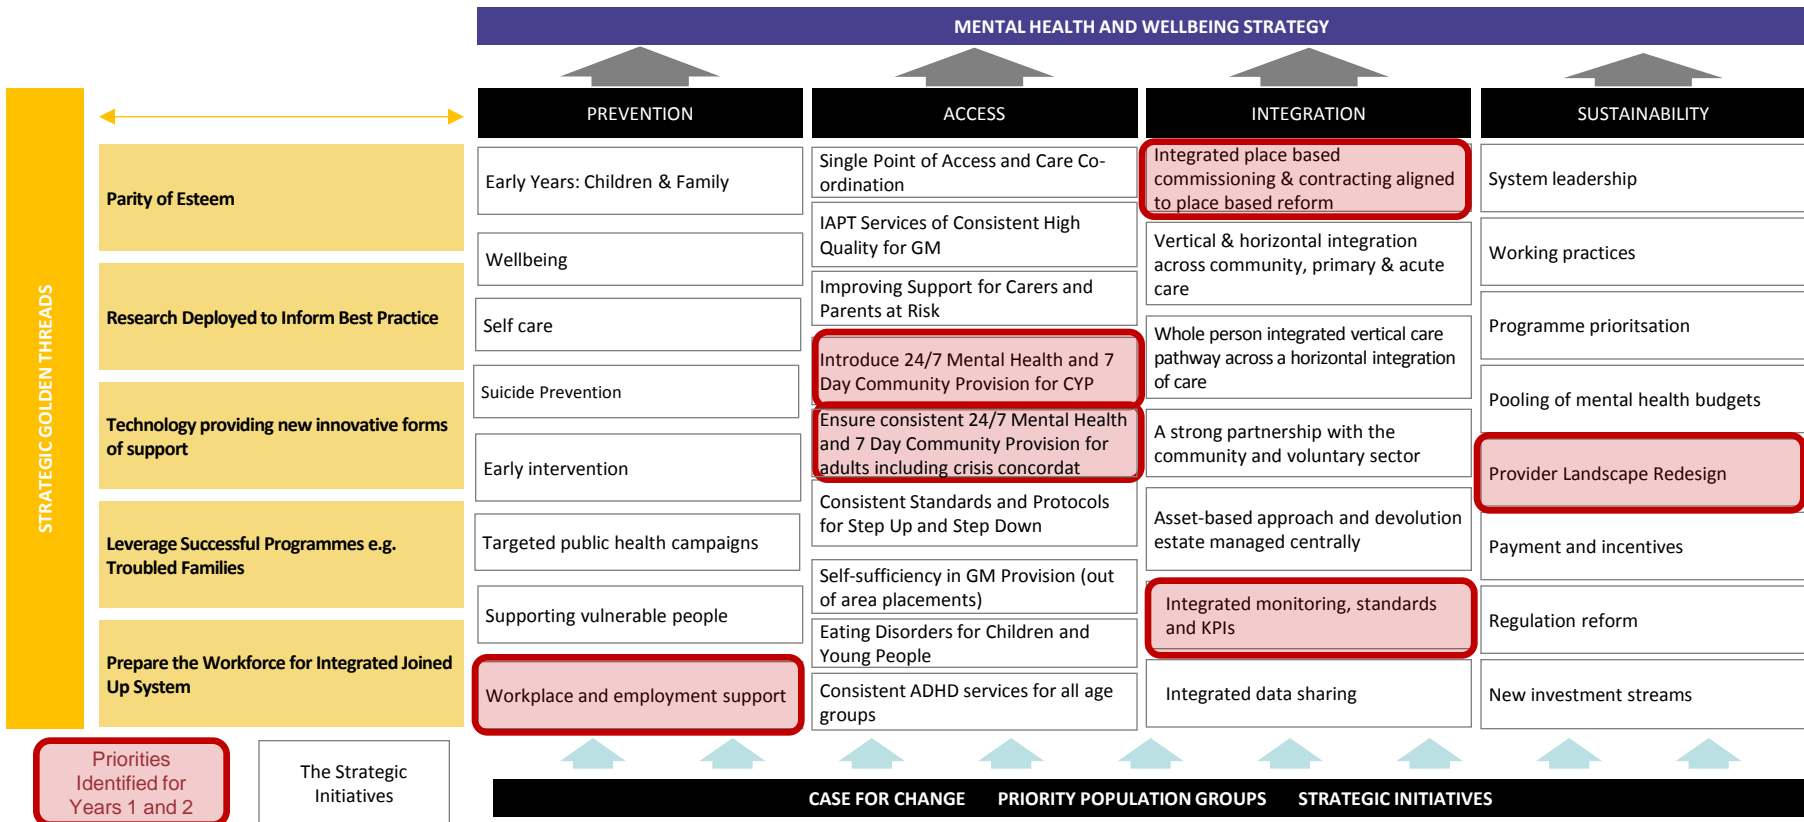 MENTAL HEALTH AND WELLBEING STRATEGY
STRATEGIC GOLDEN THREADS
Parity of Esteem
Research Deployed to Inform Best Practice
Technology providing new innovative forms
of support
Leverage Successful Programmes e.g.
Troubled Families
Prepare the Workforce for Integrated Joined
Up System
PREVENTION
Early Years: Children & Family
Wellbeing
Self care
Suicide Prevention
Early intervention
Targeted public health campaigns
Supporting vulnerable people
Workplace and employment support
ACCESS
Single Point of Access and Care Co-
ordination
IAPT Services of Consistent High
Quality for GM
Improving Support for Carers and
Parents at Risk
Introduce 24/7 Mental Health and 7
Day Community Provision for CYP
Ensure consistent 24/7 Mental Health
and 7 Day Community Provision for
adults including crisis concordat
Consistent Standards and Protocols
for Step Up and Step Down
Self-sufficiency in GM Provision (out
of area placements)
Eating Disorders for Children and
Young People
Consistent ADHD services for all age
groups
INTEGRATION
Integrated place based
commissioning & contracting aligned
to place based reform
Vertical & horizontal integration
across community, primary & acute
care
Whole person integrated vertical care
pathway across a horizontal integration
of care
A strong partnership with the
community and voluntary sector
Asset-based approach and devolution
estate managed centrally
Integrated monitoring, standards
and KPIs
Integrated data sharing
SUSTAINABILITY
System leadership
Working practices
Programme prioritsation
Pooling of mental health budgets
Provider Landscape Redesign
Payment and incentives
Regulation reform
New investment streams
Priorities
Identified for
Years 1 and 2
The Strategic
Initiatives
CASE FOR CHANGE PRIORITY POPULATION GROUPS STRATEGIC INITIATIVES